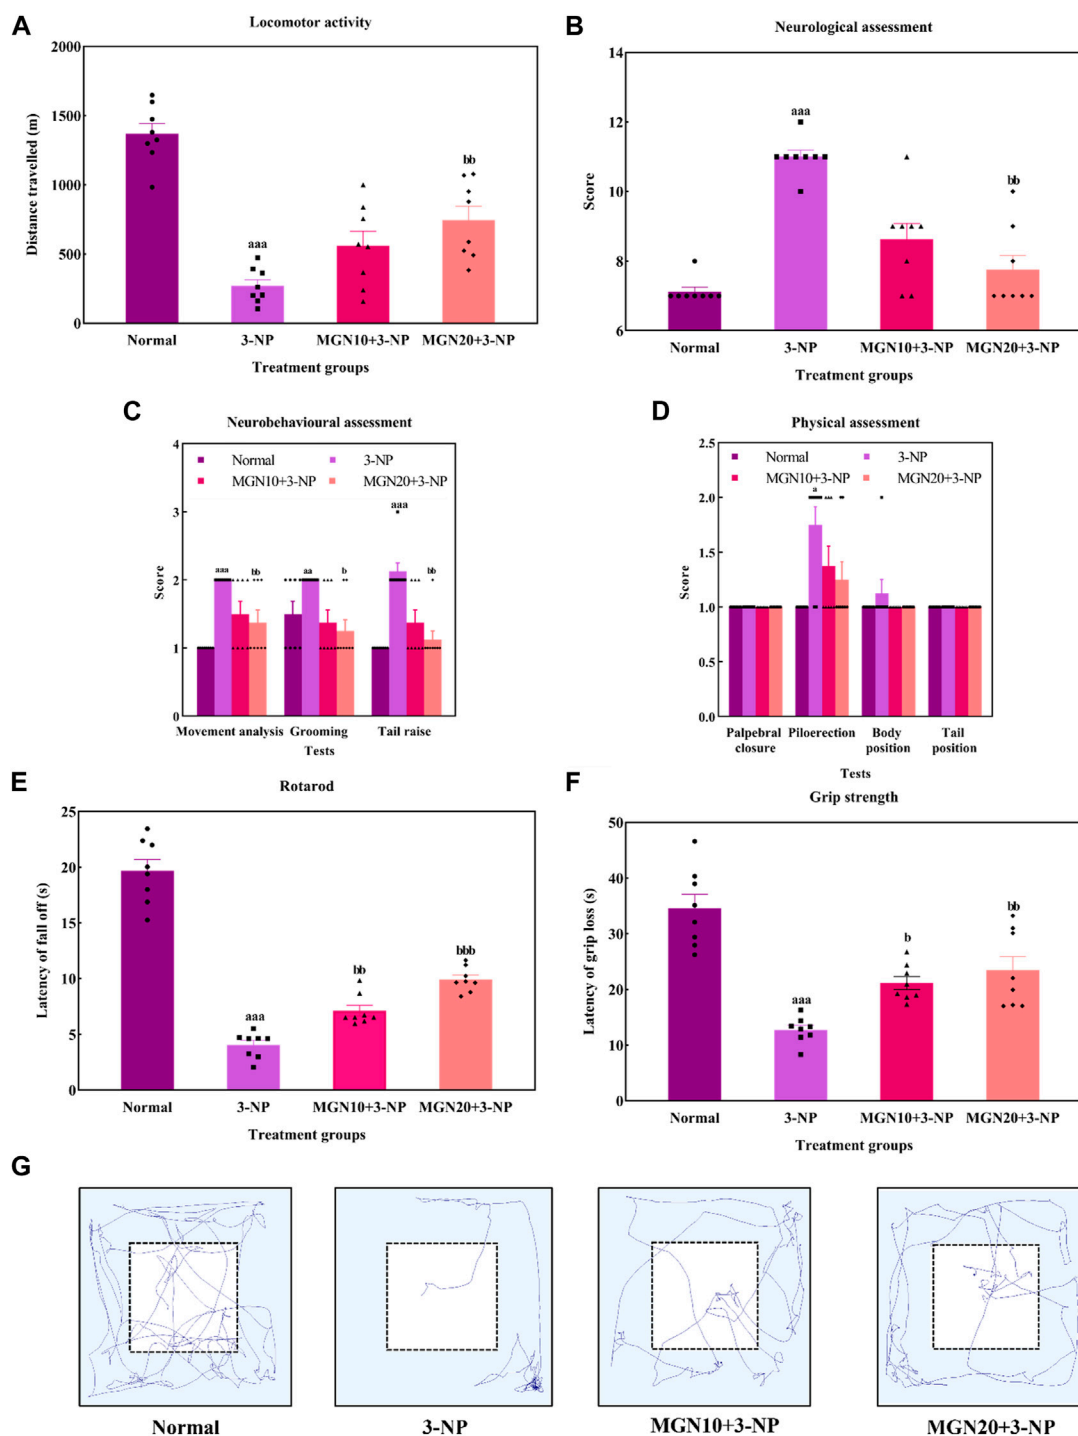 A
Locomotor activity
Distance travelled (m)
2000
1500
1000
500
0
aaa
bb
Normal
3-NP
MGN10+3-NP
MGN20+3-NP
Treatment groups
B
Neurological assessment
Score
14
12
10
8
6
aaa
bb
Normal
3-NP
MGN10+3-NP
MGN20+3-NP
Treatment groups
C
Neurobehavioural assessment
Score
4
3
2
1
0
Normal
3-NP
MGN10+3-NP
MGN20+3-NP
aaa
bb
aa
b
aaa
bb
Movement analysis
Grooming
Tail raise
Tests
D
Physical assessment
Score
2.5
2.0
1.5
1.0
0.5
0.0
Normal
3-NP
MGN10+3-NP
MGN20+3-NP
a
Palpebral
closure
Piloerection
Body
position
Tail
position
Tests
E
Rotarod
Latency of fall off (s)
25
20
15
10
5
0
aaa
bb
bbb
Normal
3-NP
MGN10+3-NP
MGN20+3-NP
Treatment groups
F
Grip strength
Latency of grip loss (s)
50
40
30
20
10
0
aaa
b
bb
Normal
3-NP
MGN10+3-NP
MGN20+3-NP
Treatment groups
G
Normal
3-NP
MGN10+3-NP
MGN20+3-NP